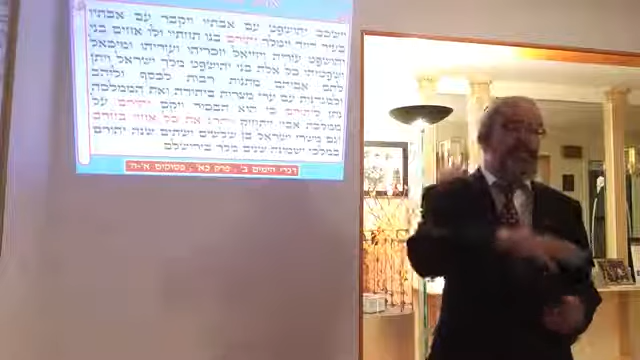 וישכב יהושפט עם אבתיו ויקבר עם אבתיו
בעיר דויד וימלך יהורם בנו תחתיו ולו אחים בני
יהושפט עזריה ויחיאל וזכריהו ועזריהו ומיכאל
ושפטיהו כל אלה בני יהושפט מלך ישראל ויתן
להם אביהם מתנות רבות לכסף ולזהב
ולמגדנות עם ערי מצרות ביהודה ואת הממלכה
נתן ליהורם כי הוא הבכור ויקם יהורם על
ממלכת אביו ויתחזק ויהרג את כל אחיו בחרב
וגם משרי ישראל בן שלשים ושתים שנה יהורם
במלכו ושמונה שנים מלך בירושלם
דברי הימים ב', פרק כא', פסוקים א'-ה'